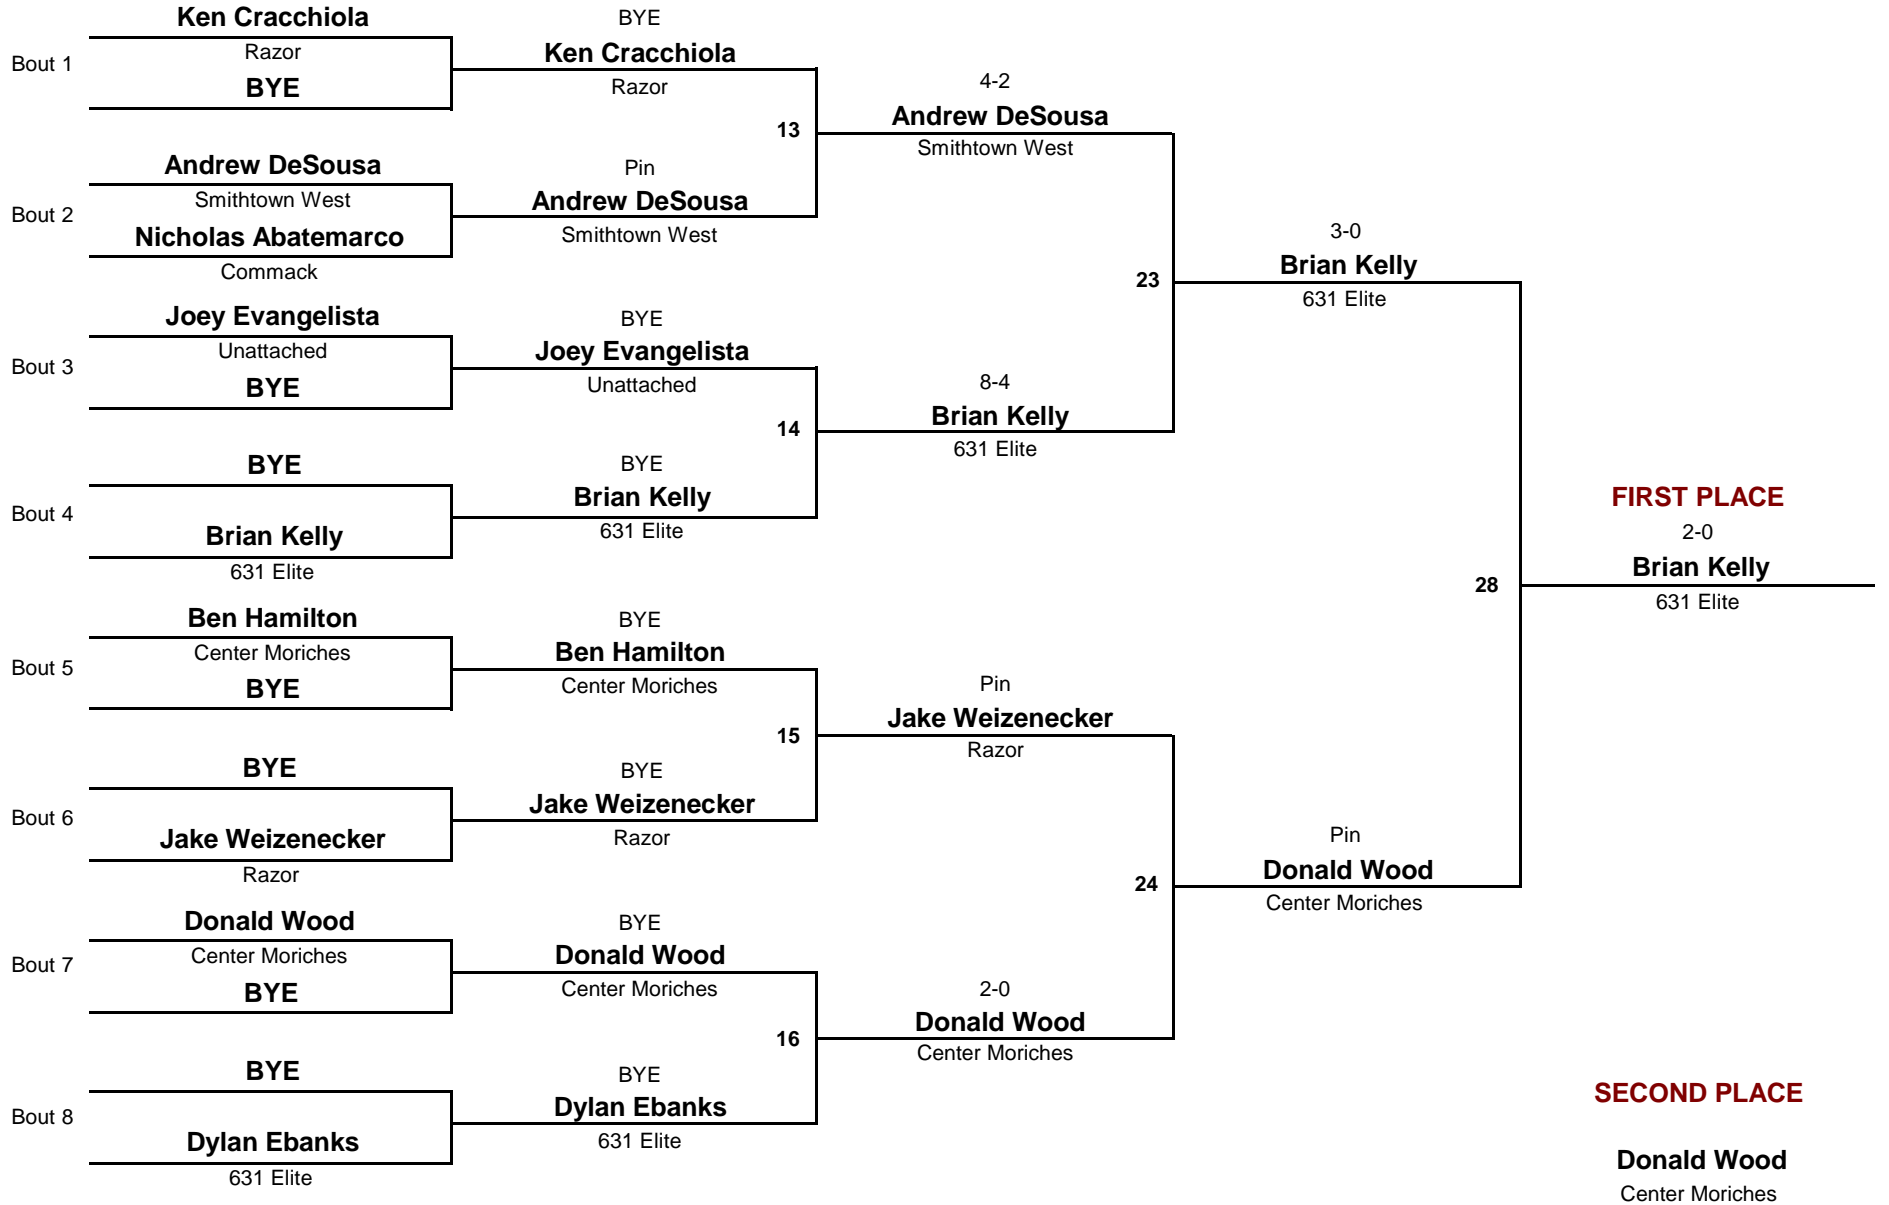 Ken Cracchiola
Bout 1
Razor
BYE
Andrew DeSousa
Bout 2
Smithtown West
Nicholas Abatemarco
Commack
Joey Evangelista
Bout 3
Unattached
BYE
BYE
Bout 4
Brian Kelly
631 Elite
Ben Hamilton
Bout 5
Center Moriches
BYE
BYE
Bout 6
Jake Weizenecker
Razor
Donald Wood
Bout 7
Center Moriches
BYE
BYE
Bout 8
Dylan Ebanks
631 Elite
BYE
Ken Cracchiola
Razor
13
Pin
Andrew DeSousa
Smithtown West
BYE
Joey Evangelista
Unattached
14
BYE
Brian Kelly
631 Elite
BYE
Ben Hamilton
Center Moriches
15
BYE
Jake Weizenecker
Razor
BYE
Donald Wood
Center Moriches
16
BYE
Dylan Ebanks
631 Elite
4-2
Andrew DeSousa
Smithtown West
23
8-4
Brian Kelly
631 Elite
Pin
Jake Weizenecker
Razor
24
2-0
Donald Wood
Center Moriches
3-0
Brian Kelly
631 Elite
28
Pin
Donald Wood
Center Moriches
FIRST PLACE
2-0
Brian Kelly
631 Elite
SECOND PLACE
Donald Wood
Center Moriches